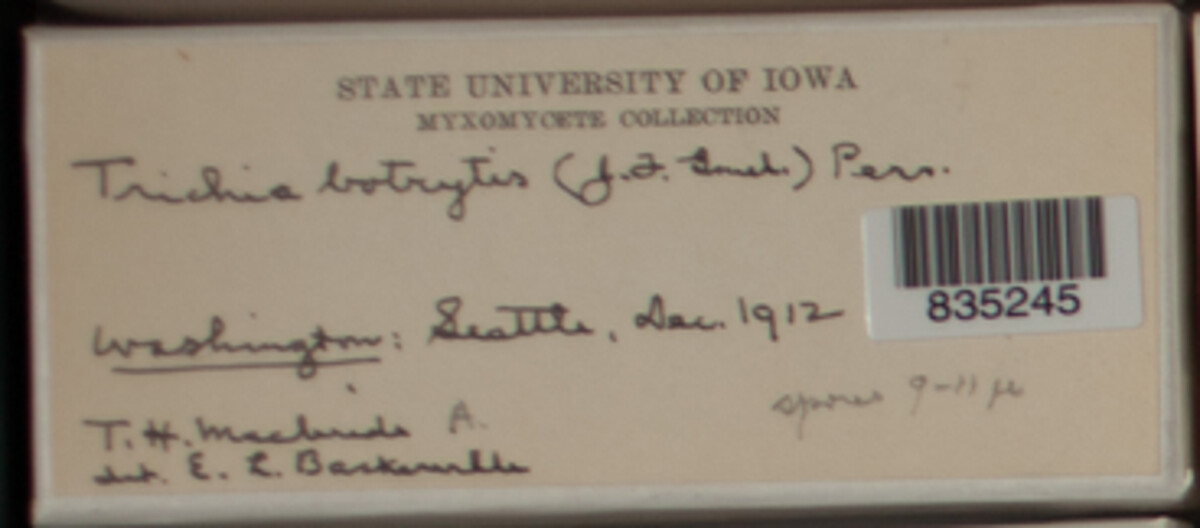 STATE UNIVERSITY OF IOWA
MYXOMYCETE COLLECTION
Trichia botrytis (J.F. Gmel.) Pers.
835245
Washington: Seattle, Dec. 1912
spores 9-11 µ
T.H. Macbride A.
det. E. L. Baskerville